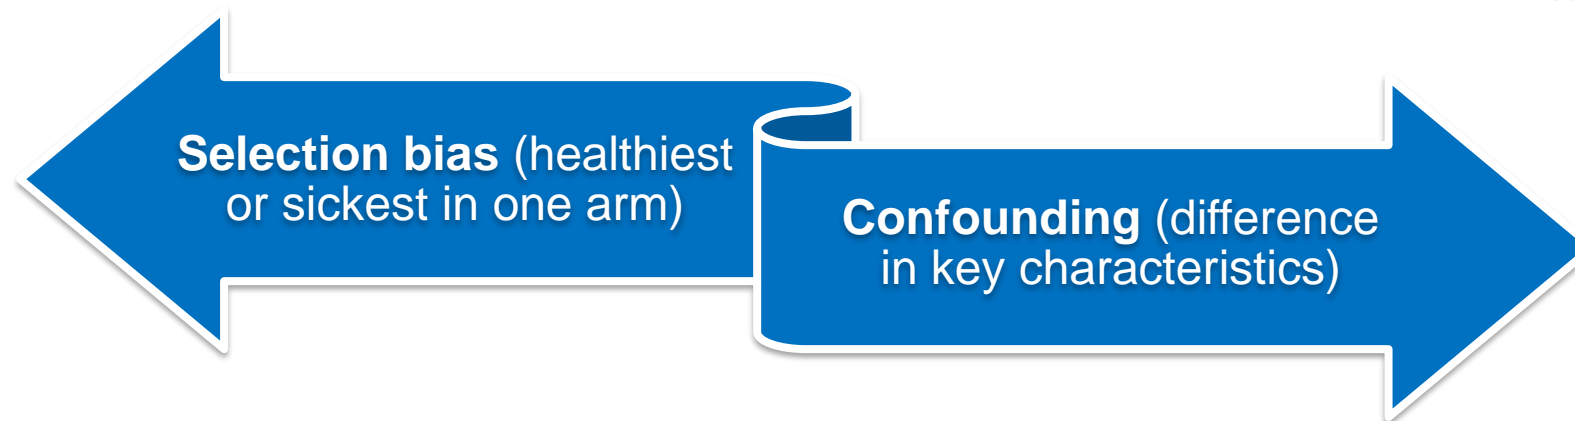 Selection bias (healthiest
or sickest in one arm)
Confounding (difference
in key characteristics)